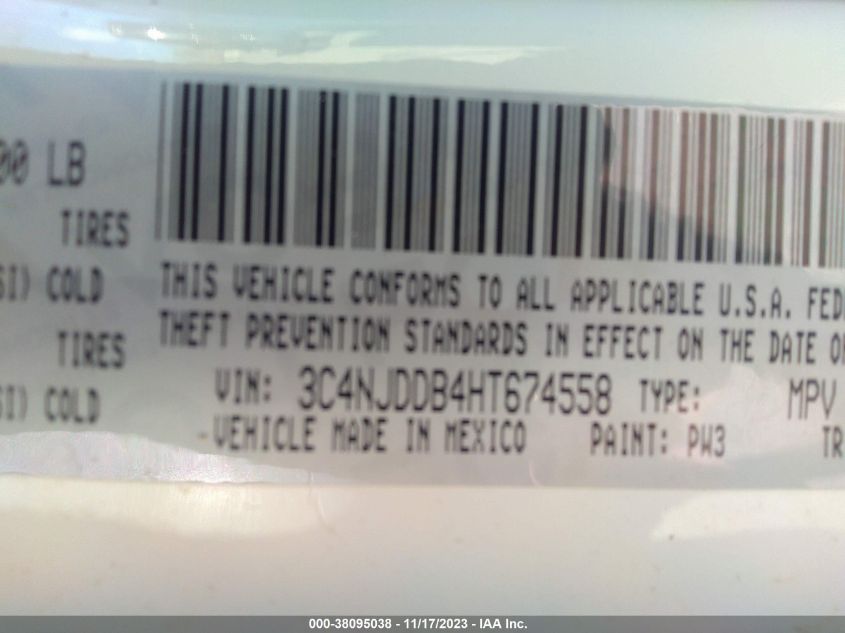 00 LB
TIRES
SI) COLD
TIRES
SI) COLD
THIS VEHICLE CONFORMS TO ALL APPLICABLE U.S.A. FED
THEFT PREVENTION STANDARDS IN EFFECT ON THE DATE O
VIN: 3C4NJDDB4HT674558 TYPE: MPV
VEHICLE MADE IN MEXICO PAINT: PW3 TR
000-38095038 - 11/17/2023 - IAA Inc.